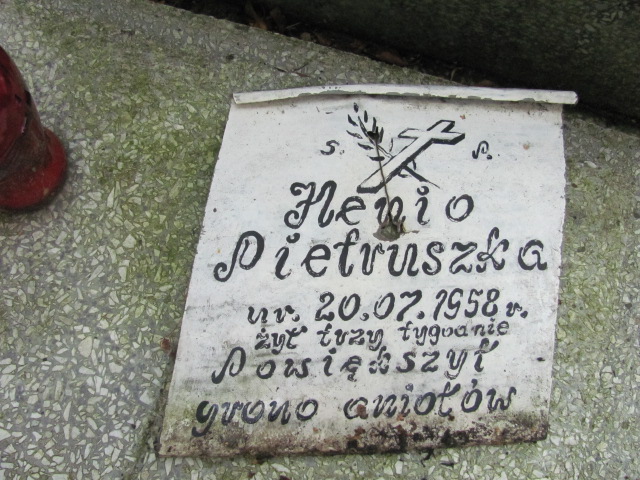 Ś. P.
Henio
Pietruszka
ur. 20.07.1958 r.
żył trzy tygodnie
Powiększył
grono aniołów